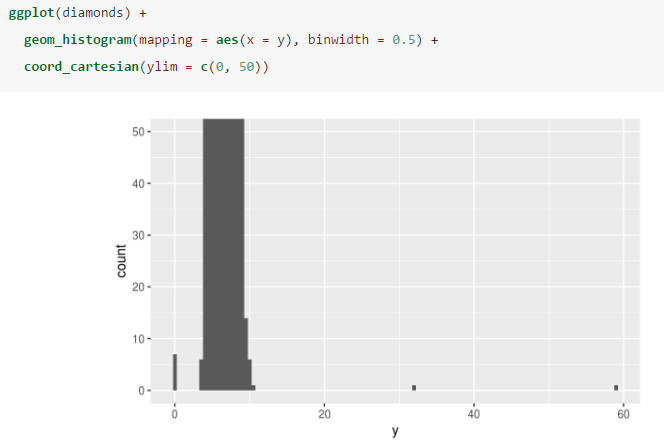 ggplot(diamonds) +
geom_histogram(mapping = aes(x = y), binwidth = 0.5) +
coord_cartesian(ylim = c(0, 50))
50
40
30
20
10
0
count
0 20 40 60
y